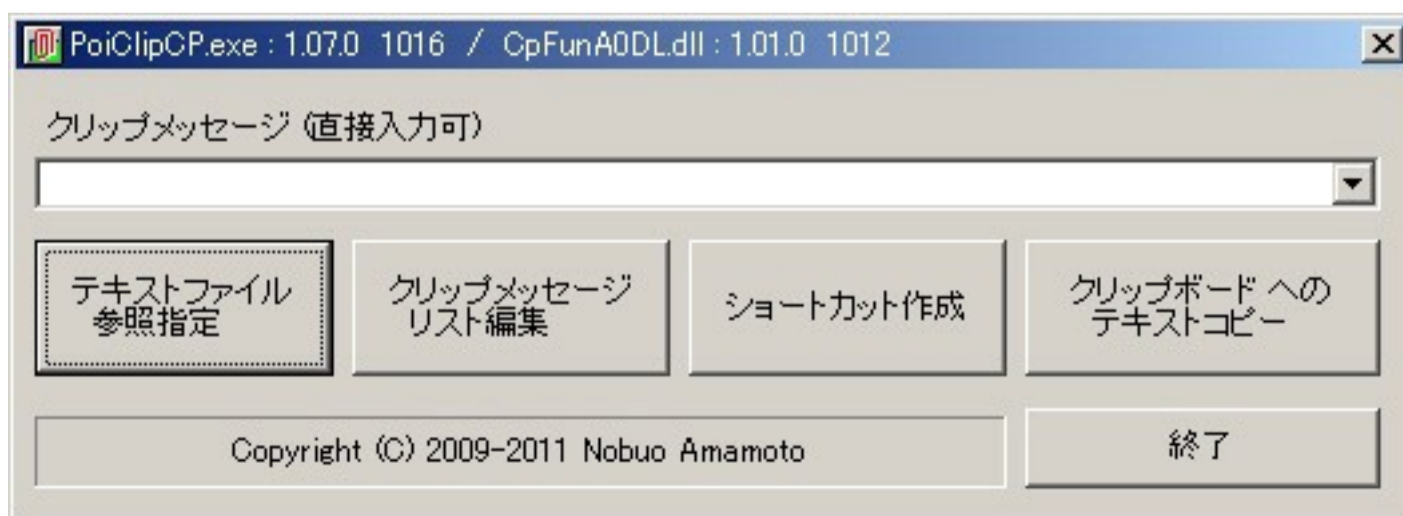 PoiClipCP.exe : 1.07.0 1016 / CpFunA0DL.dll : 1.01.0 1012
クリップメッセージ (直接入力可)
テキストファイル
参照指定
クリップメッセージ
リスト編集
ショートカット作成
クリップボード への
テキストコピー
Copyright (C) 2009-2011 Nobuo Amamoto
終了